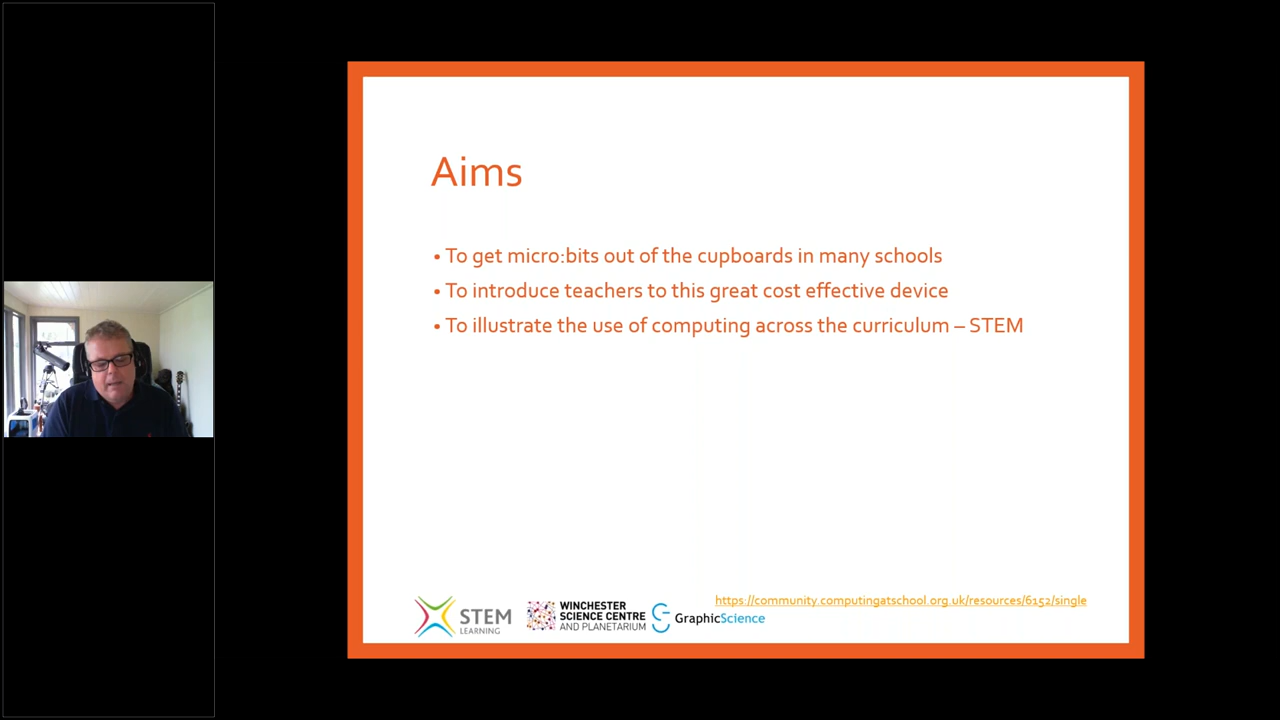 Aims
• To get micro:bits out of the cupboards in many schools
• To introduce teachers to this great cost effective device
• To illustrate the use of computing across the curriculum – STEM
https://community.computingatschool.org.uk/resources/6152/single
STEM
LEARNING
WINCHESTER
SCIENCE CENTRE
AND PLANETARIUM
GraphicScience